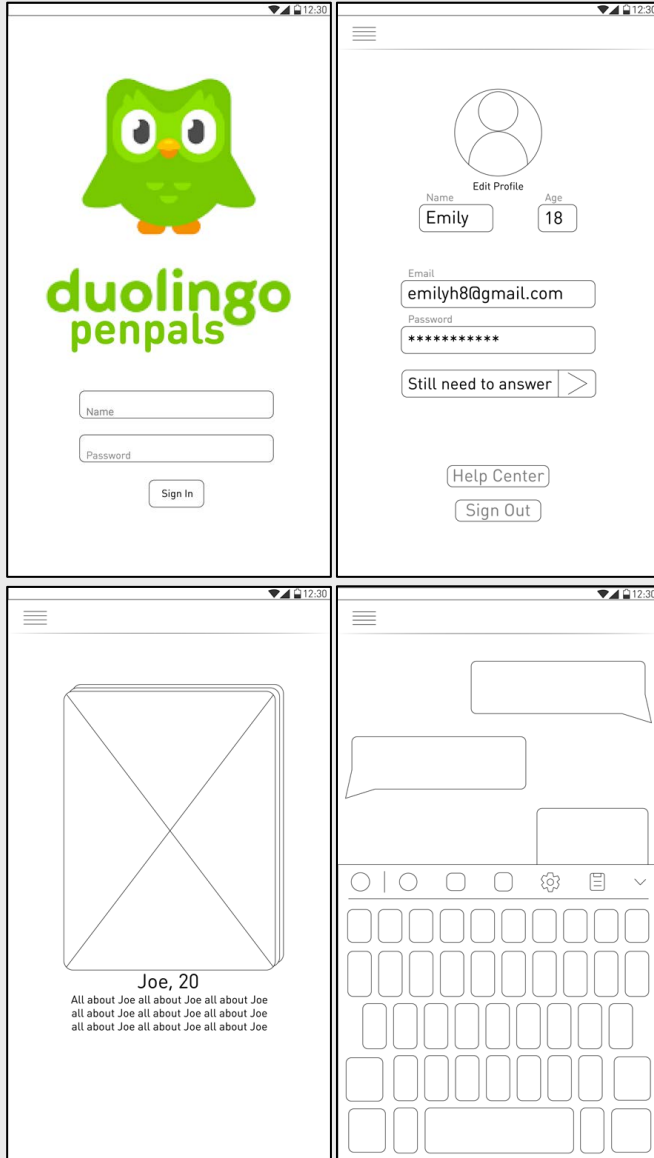 12:30
duolingo
penpals
Name
Password
Sign In
12:30
Edit Profile
Name
Age
Emily
18
Email
emilyh8@gmail.com
Password
***********
Still need to answer
Help Center
Sign Out
12:30
Joe, 20
All about Joe all about Joe all about Joe
all about Joe all about Joe all about Joe
all about Joe all about Joe all about Joe
12:30